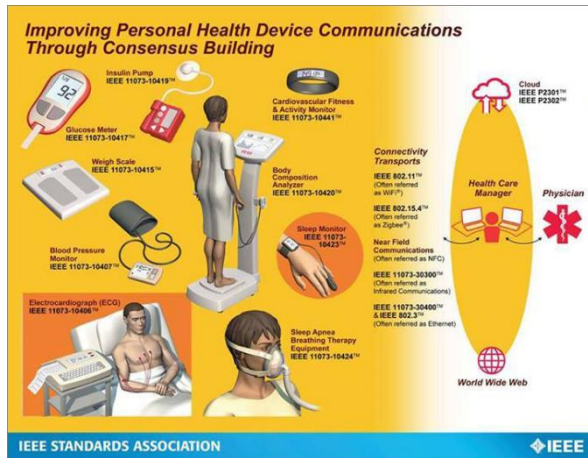 Improving Personal Health Device Communications
Through Consensus Building
Insulin Pump
IEEE 11073-10419™
92
Glucose Meter
IEEE 11073-10417™
Cardiovascular Fitness
& Activity Monitor
IEEE 11073-10441™
Weigh Scale
IEEE 11073-10415™
Body
Composition
Analyzer
IEEE 11073-10420™
Blood Pressure
Monitor
IEEE 11073-10407™
Sleep Monitor
IEEE 11073-
10423™
Electrocardiograph (ECG)
IEEE 11073-10406™
Sleep Apnea
Breathing Therapy
Equipment
IEEE 11073-10424™
Connectivity
Transports
IEEE 802.11™
(Often referred
as WiFi®)
IEEE 802.15.4™
(Often referred
as Zigbee®)
Near Field
Communications
(Often referred as NFC)
IEEE 11073-30300™
(Often referred as
Infrared Communications)
IEEE 11073-30400™
& IEEE 802.3™
(Often referred as Ethernet)
Cloud
IEEE P2301™
IEEE P2302™
Health Care
Manager
Physician
World Wide Web
IEEE STANDARDS ASSOCIATION
IEEE